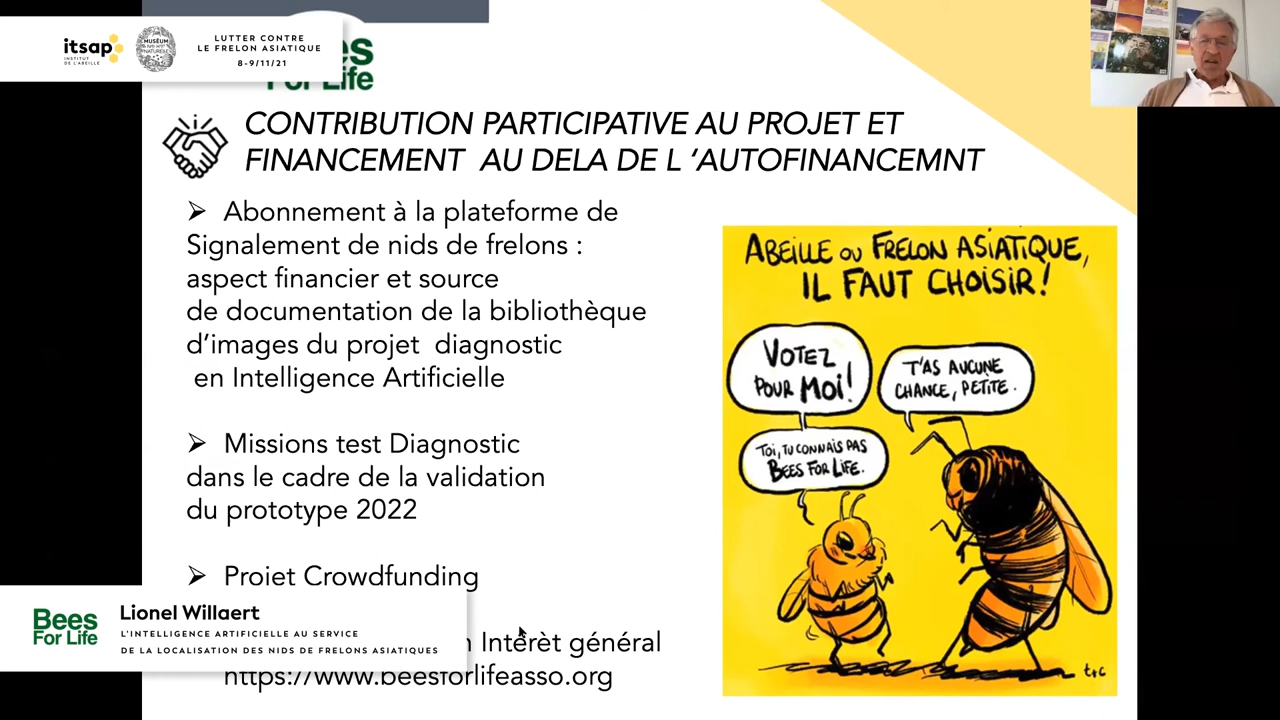 itsap
INSTITUT
DE L'ABEILLE
LUTTER CONTRE
LE FRELON ASIATIQUE
8-9/11/21
For Life
CONTRIBUTION PARTICIPATIVE AU PROJET ET
FINANCEMENT AU DELA DE L ‘AUTOFINANCEMNT
➢ Abonnement à la plateforme de
Signalement de nids de frelons :
aspect financier et source
de documentation de la bibliothèque
d’images du projet diagnostic
en Intelligence Artificielle
➢ Missions test Diagnostic
dans le cadre de la validation
du prototype 2022
➢ Projet Crowdfunding
Intérèt général
https://www.beesforlifeasso.org
ABEILLE OU FRELON ASIATIQUE,
IL FAUT CHOISIR !
VOTEZ
POUR MOI !
T'AS AUCUNE
CHANCE, PETITE.
TOI, TU CONNAIS PAS
BEES FOR LIFE.
Bees
For Life
Lionel Willaert
L'INTELLIGENCE ARTIFICIELLE AU SERVICE
DE LA LOCALISATION DES NIDS DE FRELONS ASIATIQUES